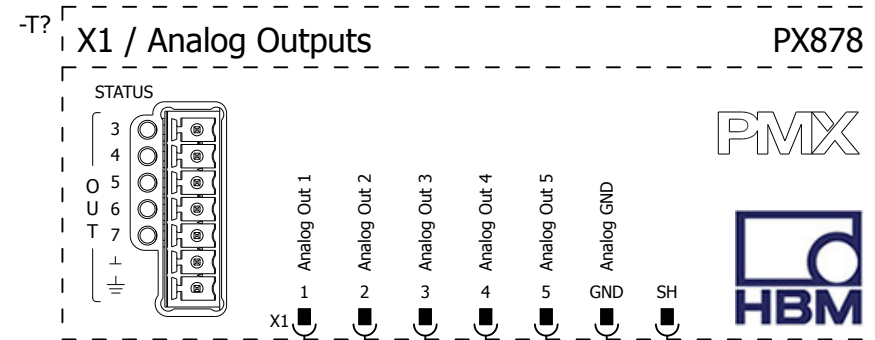 -T?
X1 / Analog Outputs PX878
STATUS
PMX
3
4
5
6
7
OUT
Analog Out 1
Analog Out 2
Analog Out 3
Analog Out 4
Analog Out 5
Analog GND
1 2 3 4 5 GND SH
X1
HBM